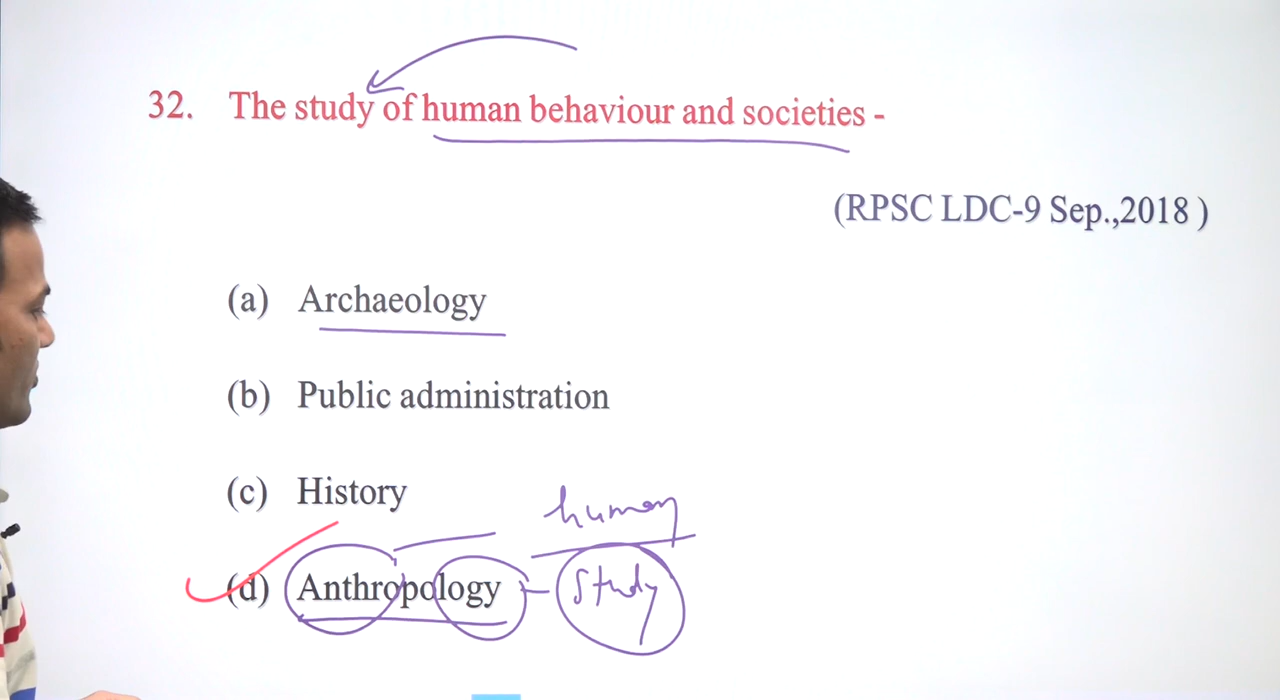 32. The study of human behaviour and societies -
(RPSC LDC-9 Sep.,2018 )
(a) Archaeology
(b) Public administration
(c) History
human
(d) Anthropology - study